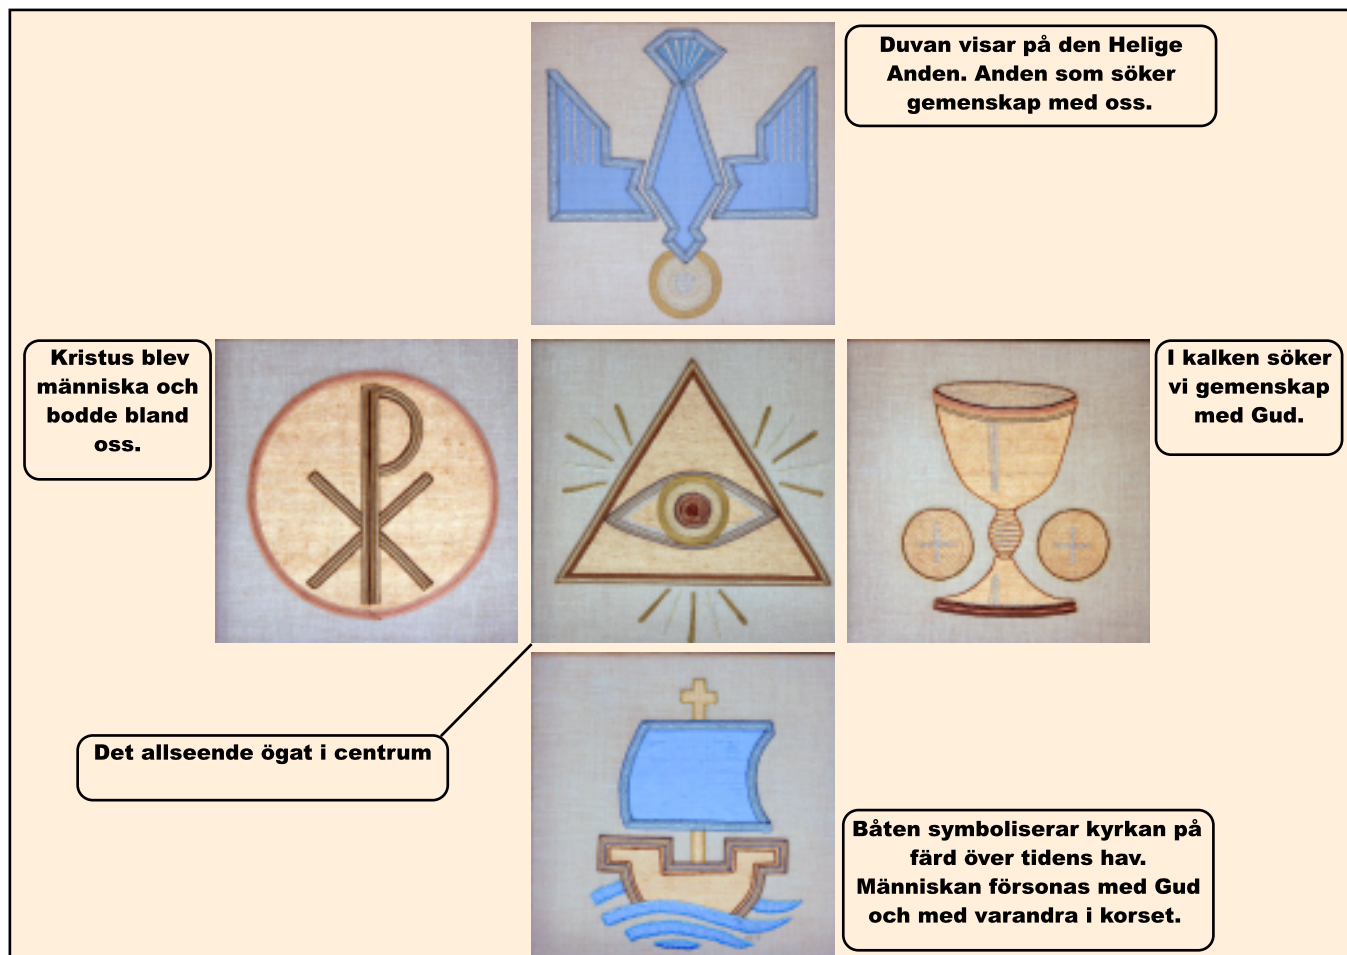 Duvan visar på den Helige
Anden. Anden som söker
gemenskap med oss.
Kristus blev
människa och
bodde bland
oss.
I kalken söker
vi gemenskap
med Gud.
Det allseende ögat i centrum
Båten symboliserar kyrkan på
färd över tidens hav.
Människan försonas med Gud
och med varandra i korset.